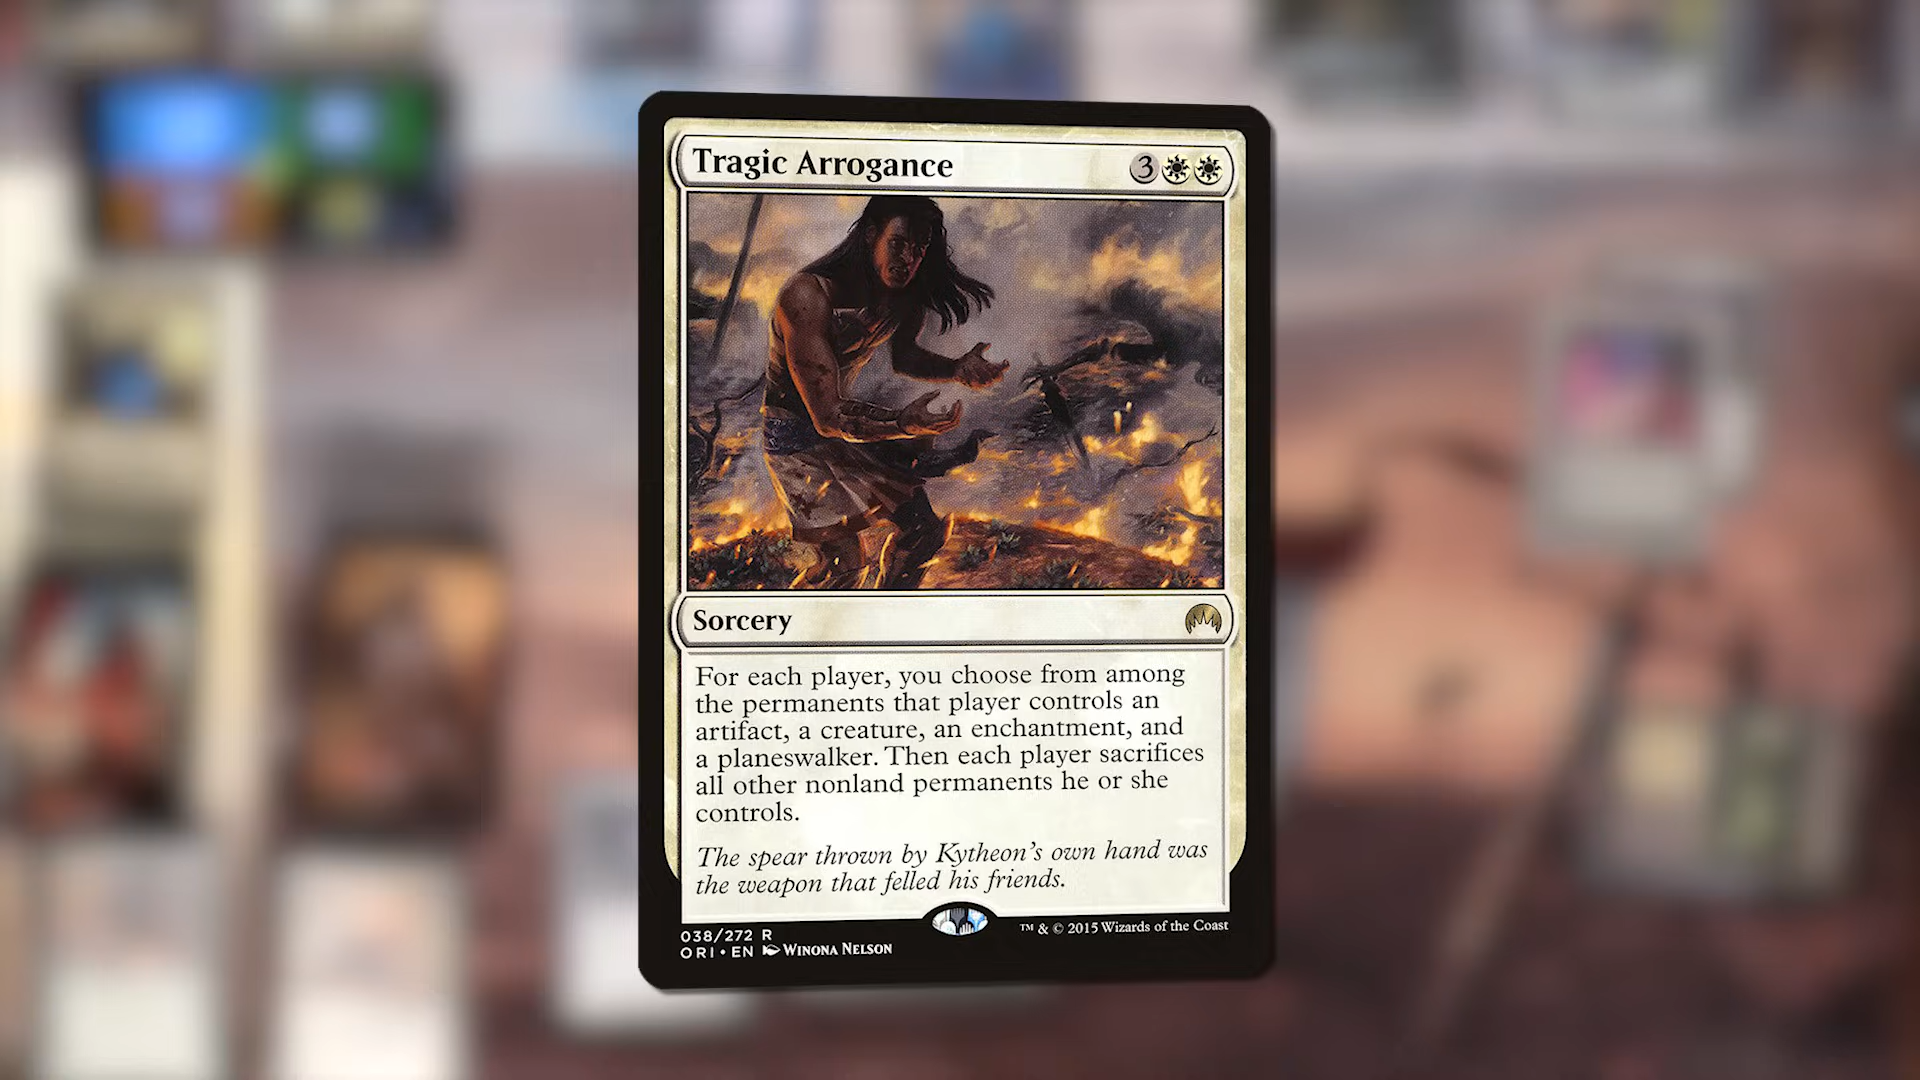 Tragic Arrogance 3
Sorcery
For each player, you choose from among
the permanents that player controls an
artifact, a creature, an enchantment, and
a planeswalker. Then each player sacrifices
all other nonland permanents he or she
controls.
The spear thrown by Kytheon's own hand was
the weapon that felled his friends.
038/272 R
ORI • EN Winona Nelson
™ & © 2015 Wizards of the Coast